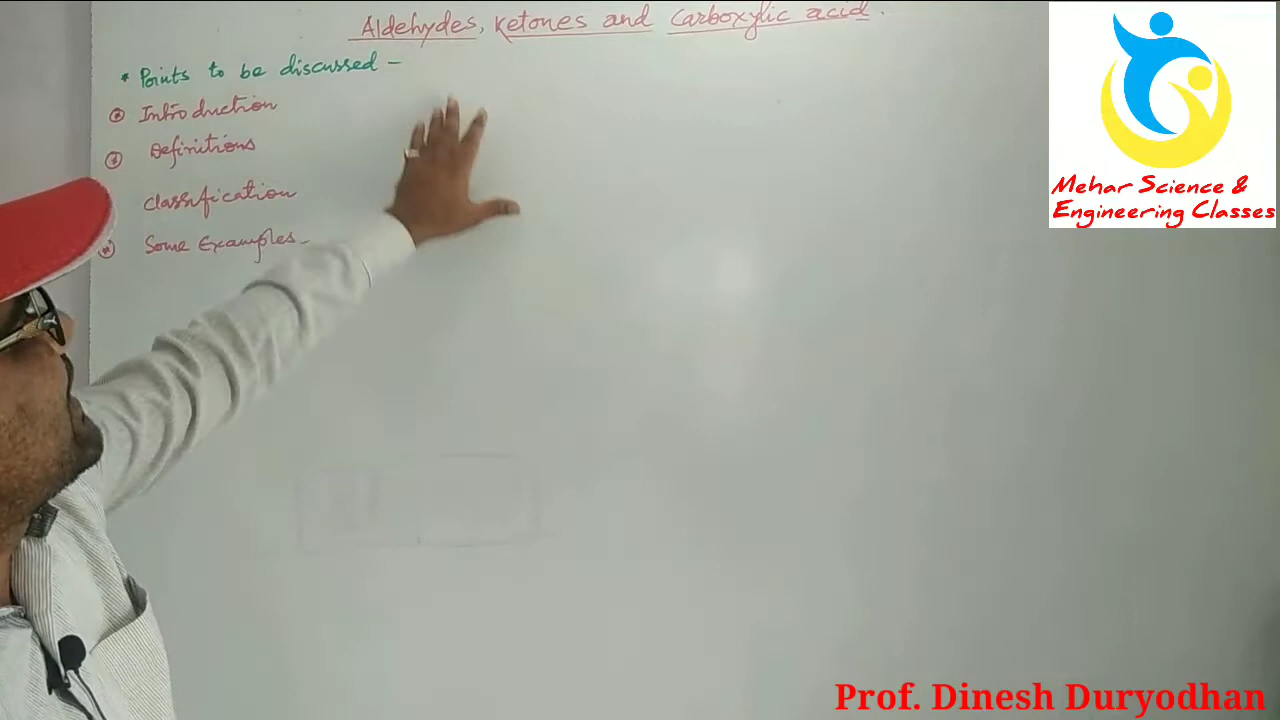 Aldehydes, Ketones and Carboxylic acid.
* Points to be discussed -
Introduction
Definitions
Classification
Some Examples -
Mehar Science &
Engineering Classes
Prof. Dinesh Duryodhan